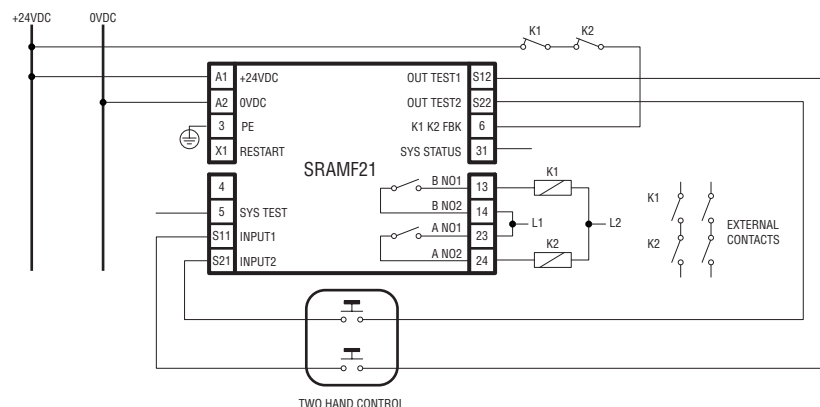 +24VDC 0VDC
K1 K2
A1 +24VDC OUT TEST1 S12
A2 0VDC OUT TEST2 S22
3 PE K1 K2 FBK 6
X1 RESTART SYS STATUS 31
SRAMF21
4 B NO1 13 K1
5 SYS TEST B NO2 14 L1 L2
S11 INPUT1 A NO1 23
S21 INPUT2 A NO2 24 K2
K1
K2
EXTERNAL
CONTACTS
TWO HAND CONTROL